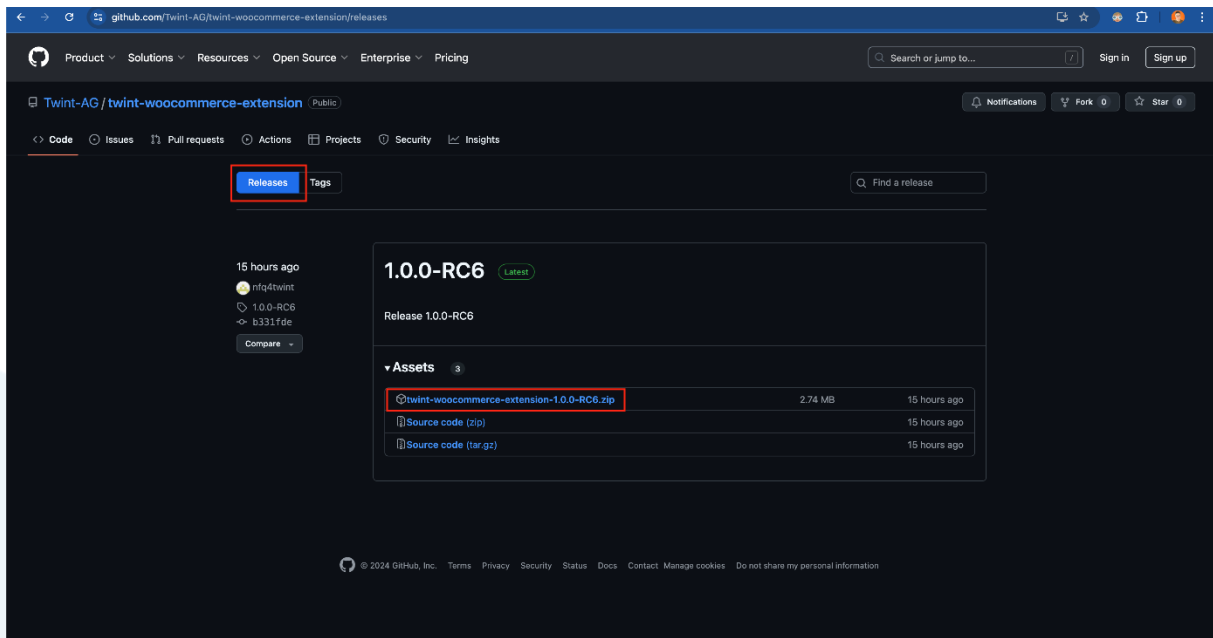 github.com/Twint-AG/twint-woocommerce-extension/releases
Product Solutions Resources Open Source Enterprise Pricing Search or jump to... / Sign in Sign up
Twint-AG / twint-woocommerce-extension Public Notifications Fork 0 Star 0
Code Issues Pull requests Actions Projects Security Insights
Releases Tags Find a release
15 hours ago
nfq4twint
1.0.0-RC6
b331fde
Compare
1.0.0-RC6 Latest
Release 1.0.0-RC6
Assets 3
twint-woocommerce-extension-1.0.0-RC6.zip 2.74 MB 15 hours ago
Source code (zip) 15 hours ago
Source code (tar.gz) 15 hours ago
© 2024 GitHub, Inc. Terms Privacy Security Status Docs Contact Manage cookies Do not share my personal information